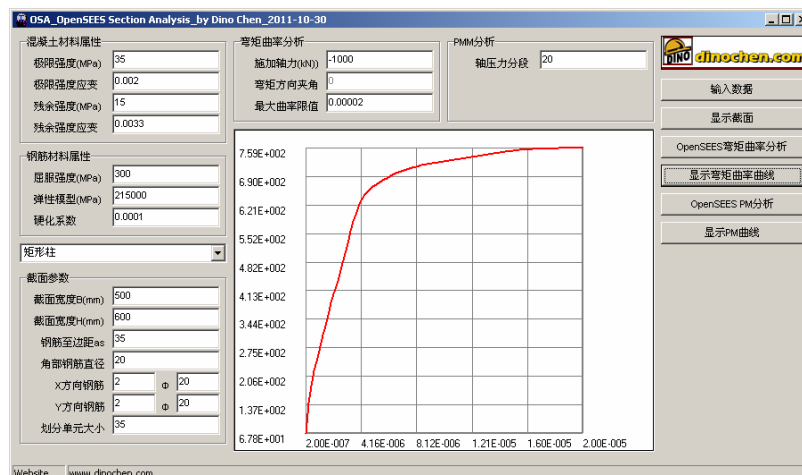 OSA_OpenSEES Section Analysis_by Dino Chen_2011-10-30
混凝土材料属性
极限强度(MPa) 35
极限强度应变 0.002
残余强度(MPa) 15
残余强度应变 0.0033
钢筋材料属性
屈服强度(MPa) 300
弹性模型(MPa) 215000
硬化系数 0.0001
矩形柱
截面参数
截面宽度B(mm) 500
截面宽度H(mm) 600
钢筋至边距as 35
角部钢筋直径 20
X方向钢筋 2 Φ 20
Y方向钢筋 2 Φ 20
划分单元大小 35
弯矩曲率分析
施加轴力(kN)) -1000
弯矩方向夹角 0
最大曲率限值 0.00002
PMM分析
轴压力分段 20
7.59E+002
6.90E+002
6.21E+002
5.52E+002
4.82E+002
4.13E+002
3.44E+002
2.75E+002
2.06E+002
1.37E+002
6.78E+001
2.00E-007 4.16E-006 8.12E-006 1.21E-005 1.60E-005 2.00E-005
DINO dinochen.com
输入数据
显示截面
OpenSEES弯矩曲率分析
显示弯矩曲率曲线
OpenSEES PM分析
显示PM曲线
Website www.dinochen.com